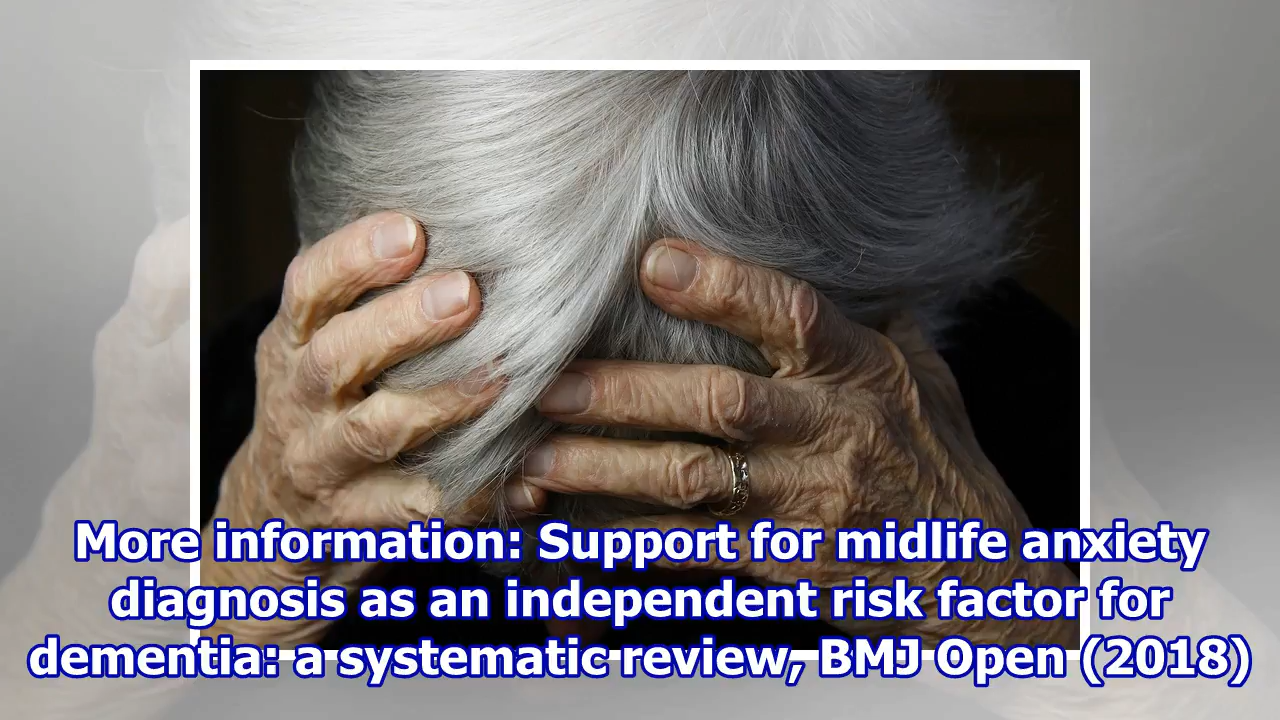 More information: Support for midlife anxiety
diagnosis as an independent risk factor for
dementia: a systematic review, BMJ Open (2018)